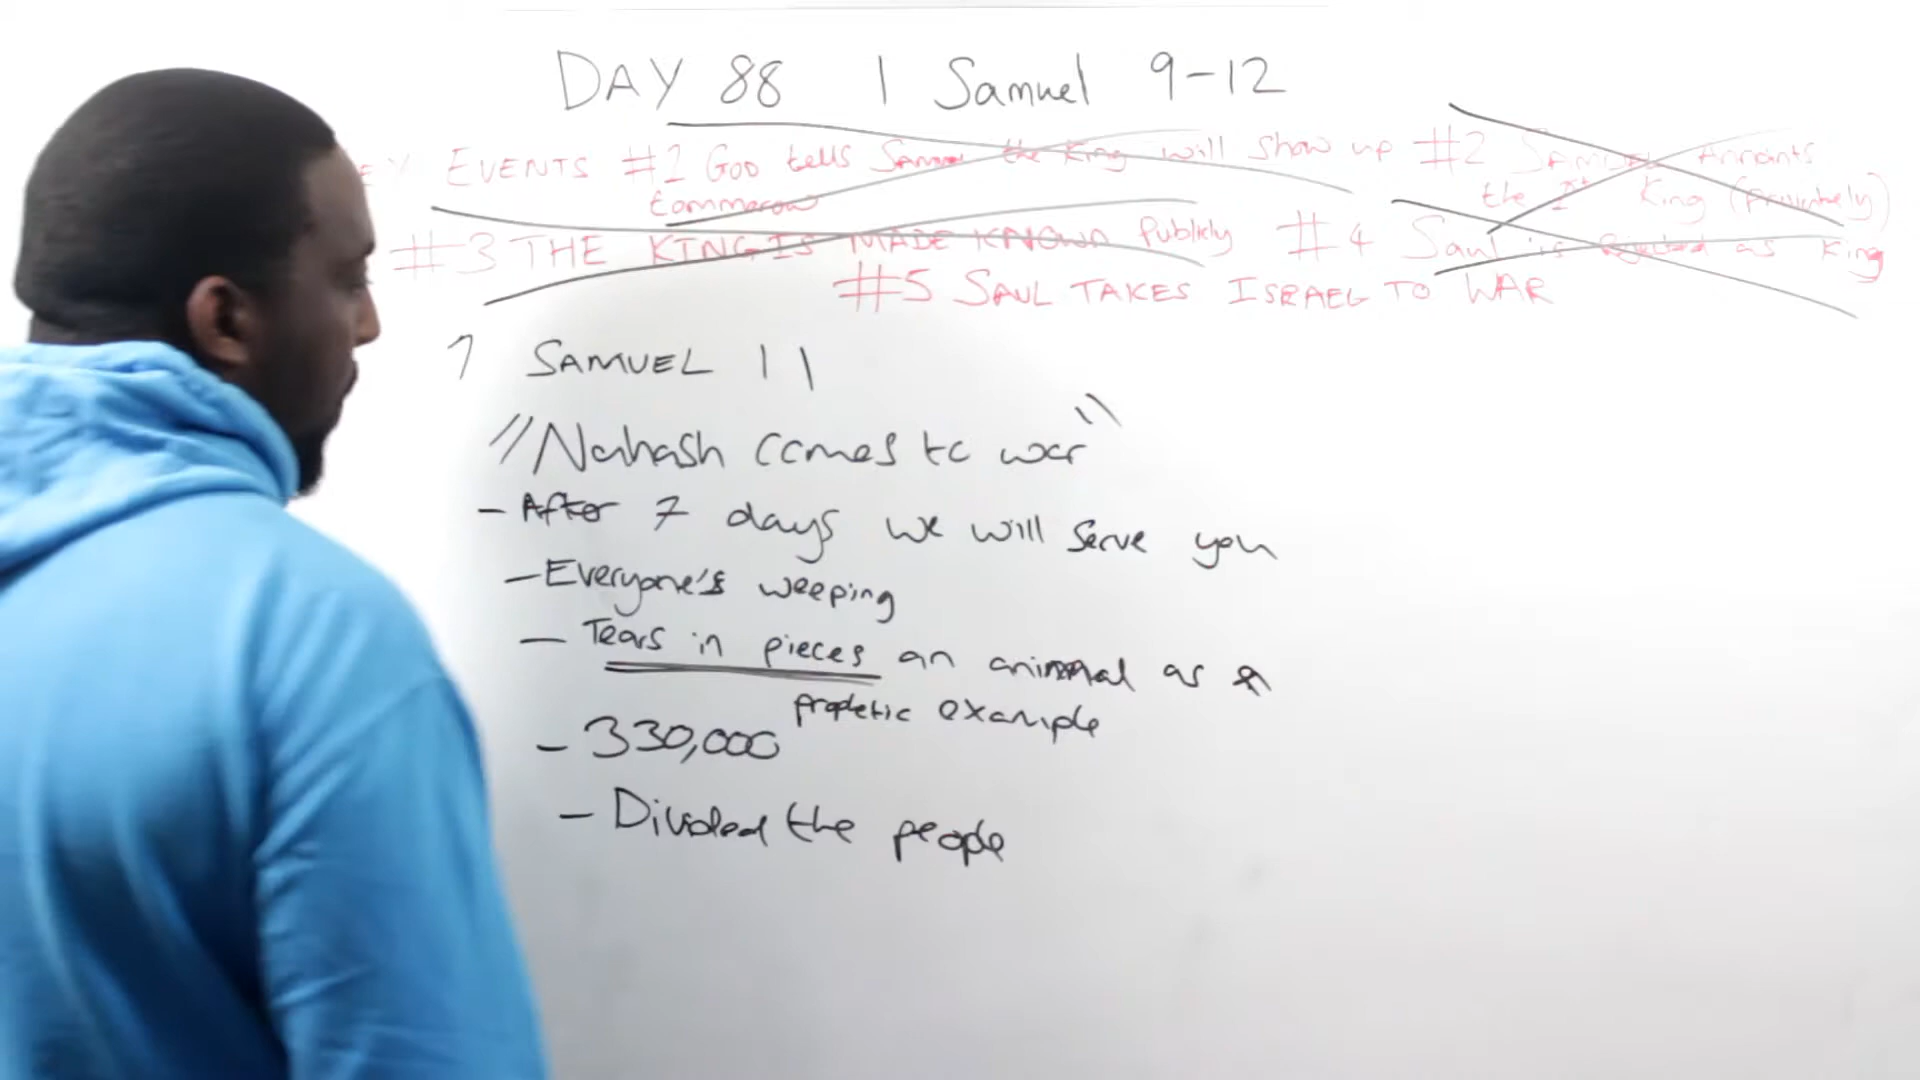 DAY 88 1 Samuel 9-12
EY EVENTS #1 GOD tells Samuel the King will show up #2 SAMUEL Annoints
tommorow the 1st King (privately)
#3 THE KING IS MADE KNOWN Publicly #4 Saul is Rejected as King
#5 SAUL TAKES ISRAEL TO WAR
1 SAMUEL 11
"Nahash comes to war"
- After 7 days we will serve you
- Everyone's weeping
- Tears in pieces an animal as a
prophetic example
- 330,000
- Divided the people